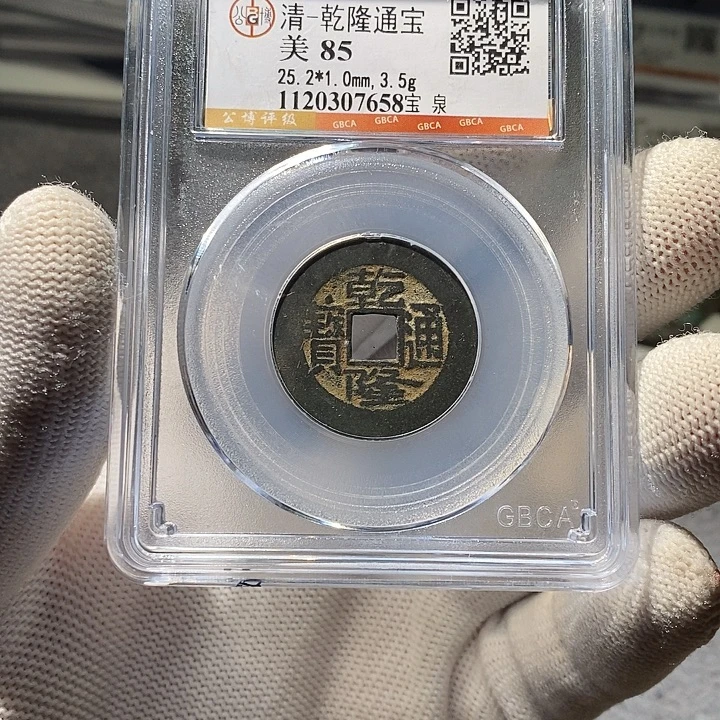 清-乾隆通宝
美 85
25.2*1.0mm, 3.5g
1120307658宝 泉
公博评级 GBCA GBCA GBCA GBCA GBCA
乾隆通寶
GBCA